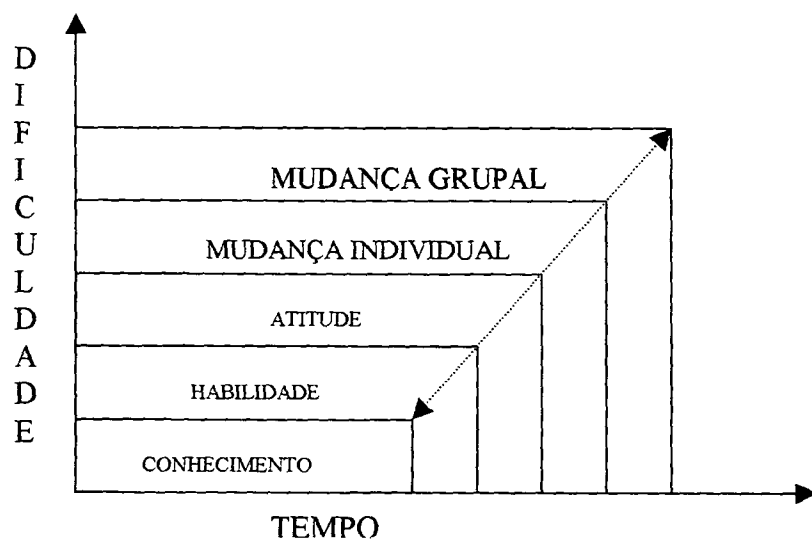 DIFICULDADE
MUDANÇA GRUPAL
MUDANÇA INDIVIDUAL
ATITUDE
HABILIDADE
CONHECIMENTO
TEMPO